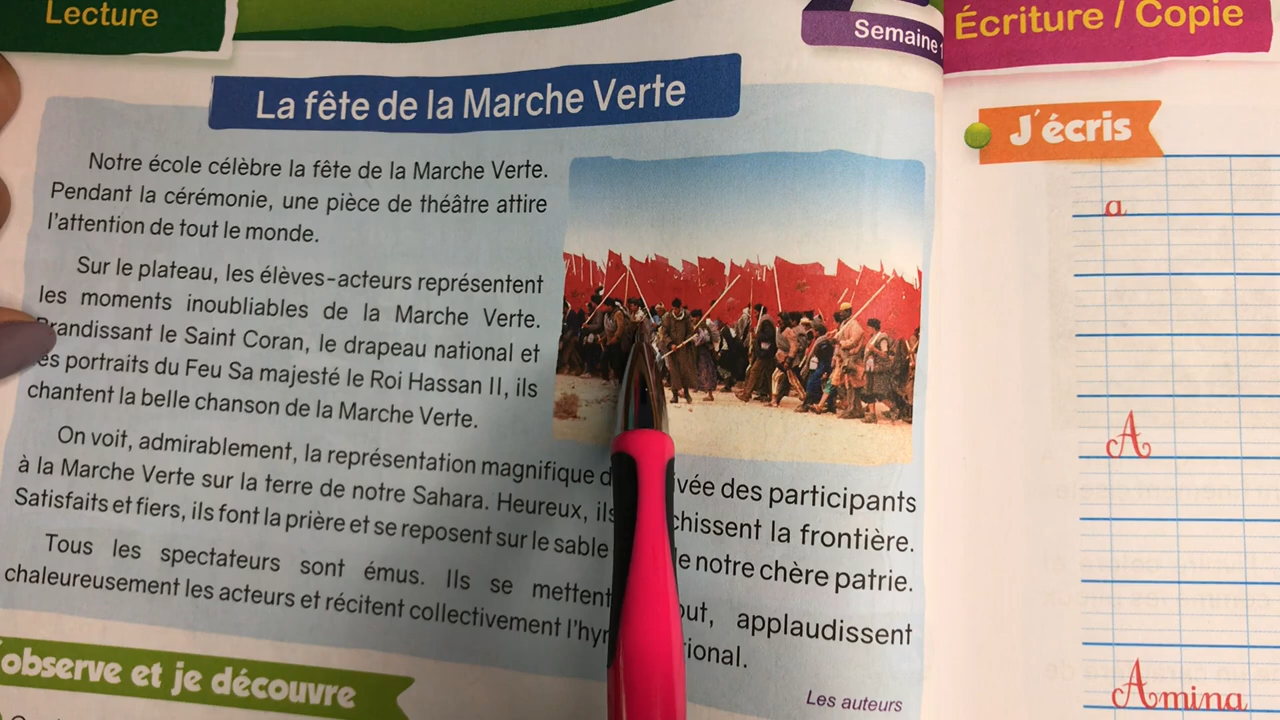 Lecture
Semaine
La fête de la Marche Verte
Notre école célèbre la fête de la Marche Verte.
Pendant la cérémonie, une pièce de théâtre attire
l'attention de tout le monde.
Sur le plateau, les élèves-acteurs représentent
les moments inoubliables de la Marche Verte.
Brandissant le Saint Coran, le drapeau national et
les portraits du Feu Sa majesté le Roi Hassan II, ils
chantent la belle chanson de la Marche Verte.
On voit, admirablement, la représentation magnifique des participants
à la Marche Verte sur la terre de notre Sahara. Heureux, ils la frontière.
Satisfaits et fiers, ils font la prière et se reposent sur le sable notre chère patrie.
Tous les spectateurs sont émus. Ils se mettent applaudissent
chaleureusement les acteurs et récitent collectivement
Les auteurs
observe et je découvre
Écriture / Copie
J'écris
a
A
Amina